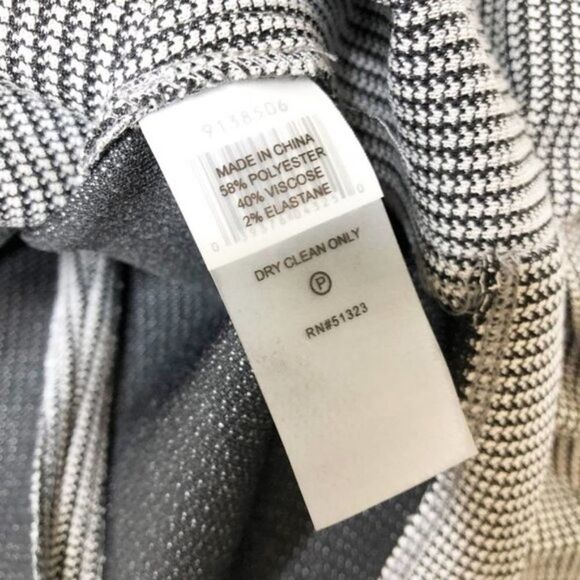 9138506
MADE IN CHINA
58% POLYESTER
40% VISCOSE
2% ELASTANE
DRY CLEAN ONLY
P
RN#51323